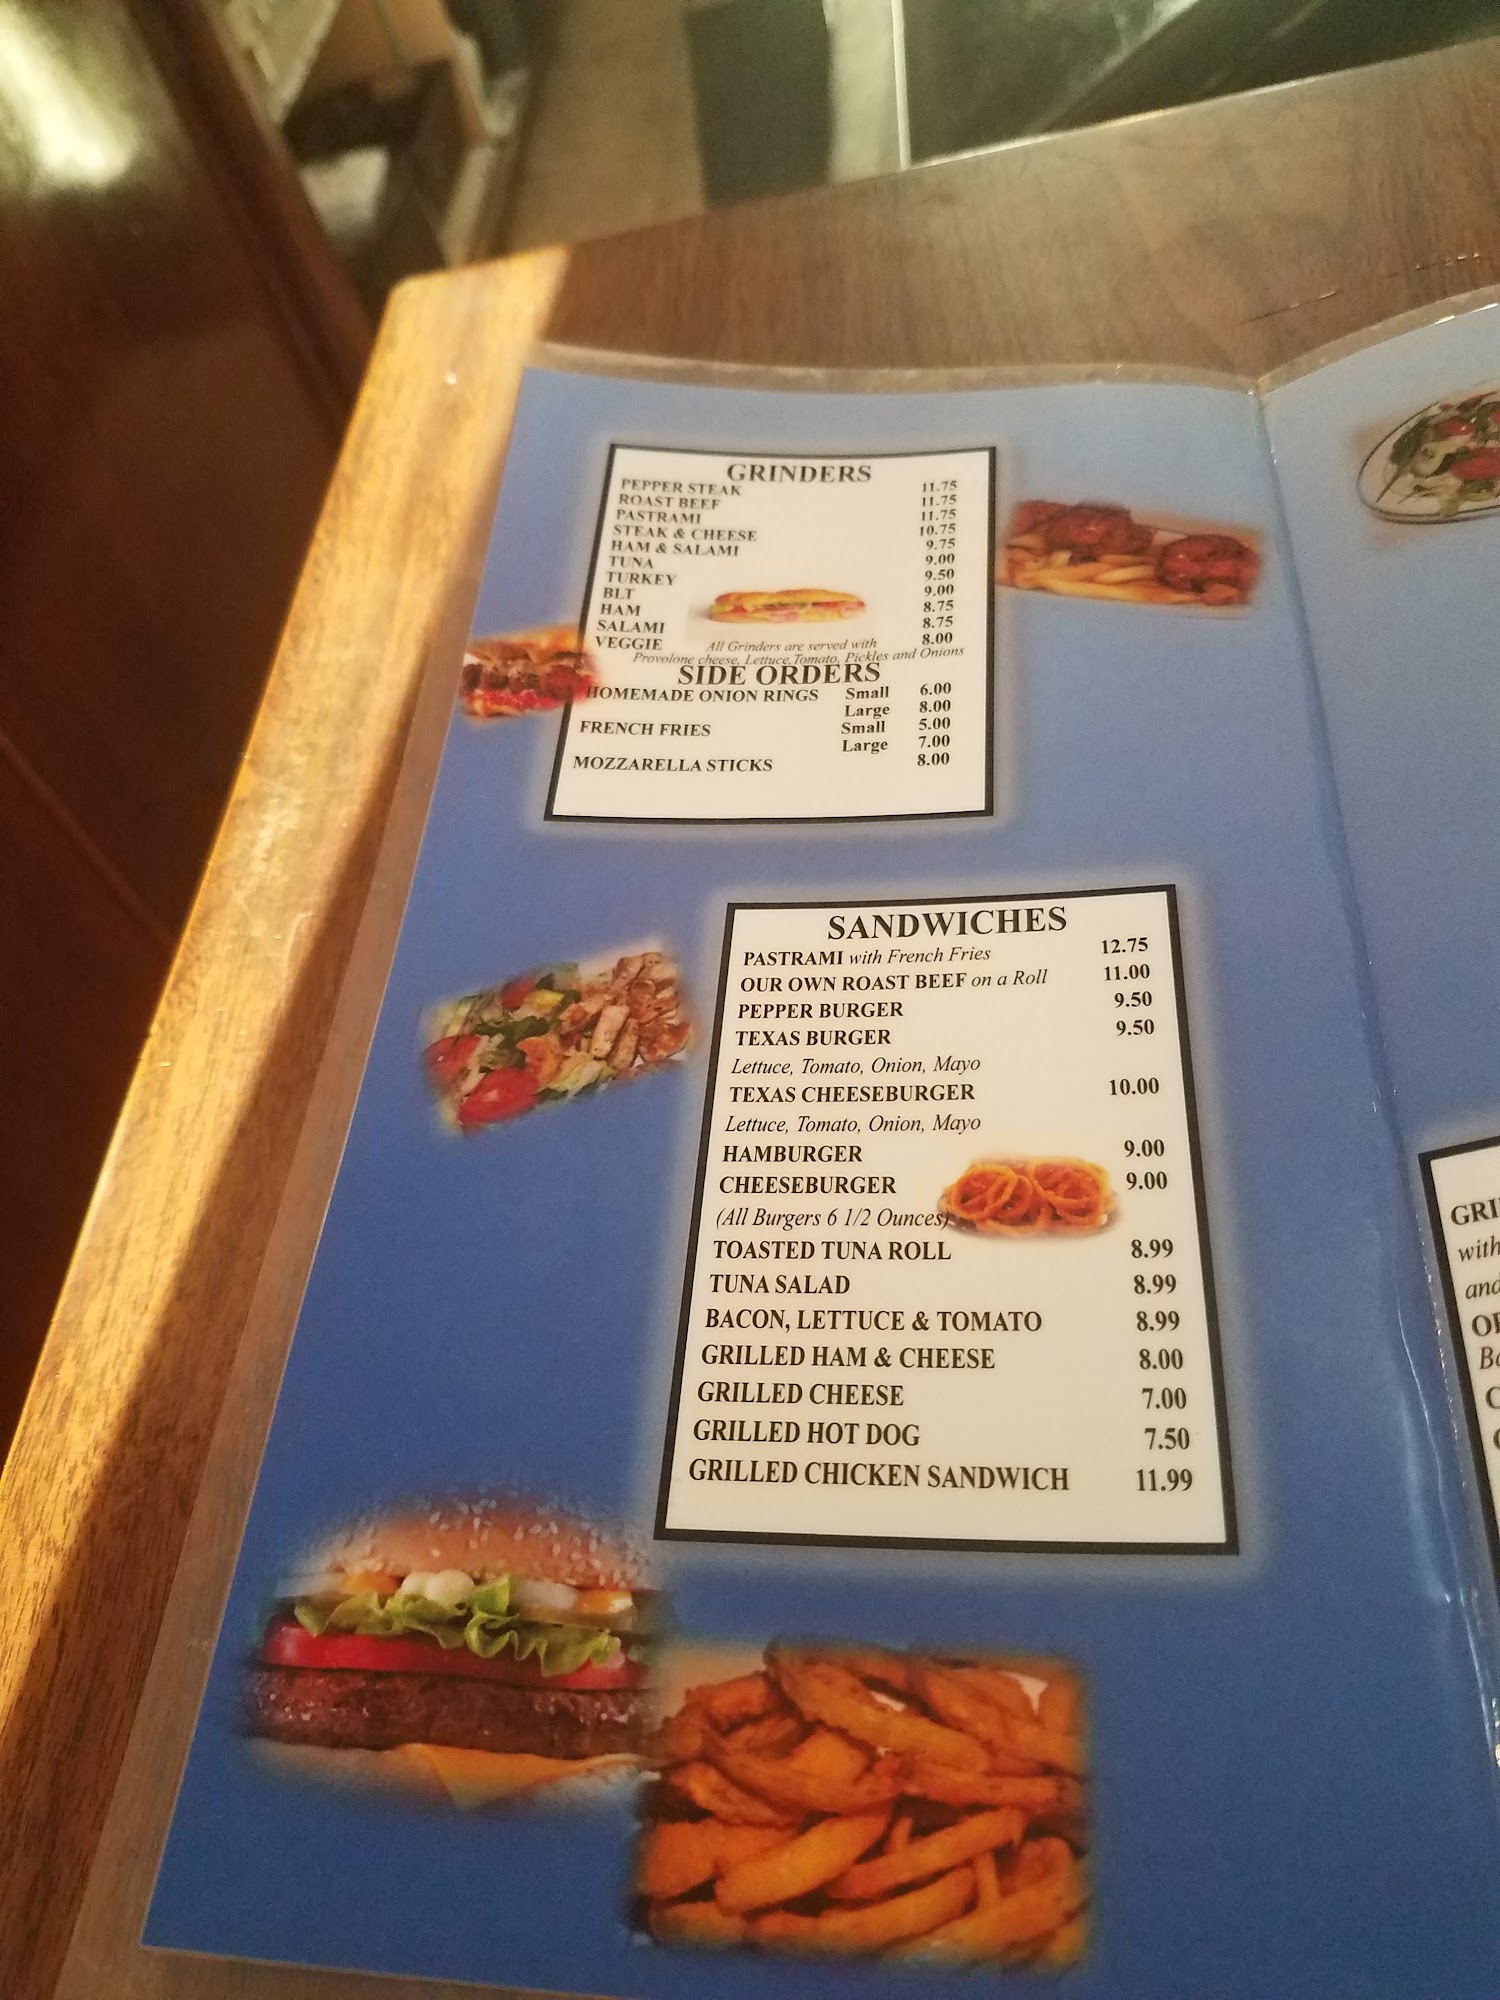 GRINDERS
PEPPER STEAK 11.75
ROAST BEEF 11.75
PASTRAMI 11.75
STEAK & CHEESE 10.75
HAM & SALAMI 9.75
TUNA 9.00
TURKEY 9.50
BLT 9.00
HAM 8.75
SALAMI 8.75
VEGGIE 8.00
All Grinders are served with
Provolone cheese, Lettuce, Tomato, Pickles and Onions
SIDE ORDERS
HOMEMADE ONION RINGS Small 6.00
Large 8.00
FRENCH FRIES Small 5.00
Large 7.00
MOZZARELLA STICKS 8.00
SANDWICHES
PASTRAMI with French Fries 12.75
OUR OWN ROAST BEEF on a Roll 11.00
PEPPER BURGER 9.50
TEXAS BURGER 9.50
Lettuce, Tomato, Onion, Mayo
TEXAS CHEESEBURGER 10.00
Lettuce, Tomato, Onion, Mayo
HAMBURGER 9.00
CHEESEBURGER 9.00
(All Burgers 6 1/2 Ounces)
TOASTED TUNA ROLL 8.99
TUNA SALAD 8.99
BACON, LETTUCE & TOMATO 8.99
GRILLED HAM & CHEESE 8.00
GRILLED CHEESE 7.00
GRILLED HOT DOG 7.50
GRILLED CHICKEN SANDWICH 11.99
GRI
with
and